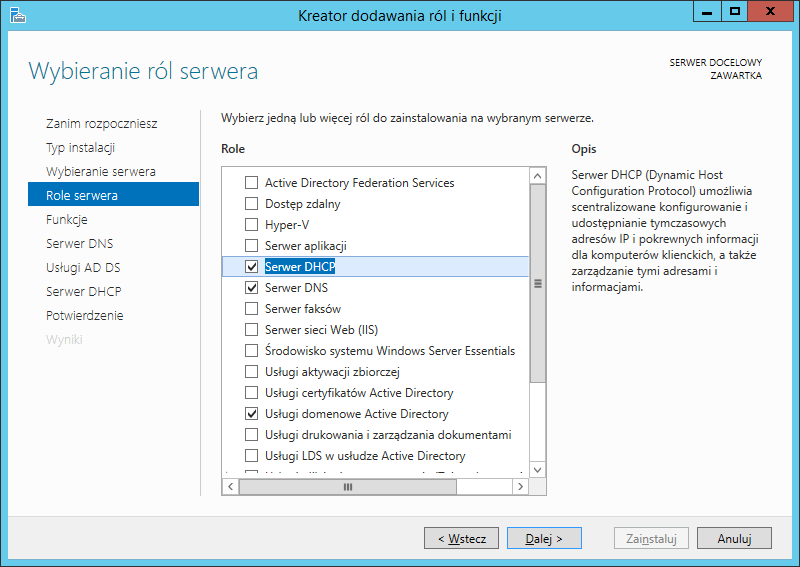 Kreator dodawania ról i funkcji
Wybieranie ról serwera
SERWER DOCELOWY
ZAWARTKA
Zanim rozpoczniesz
Typ instalacji
Wybieranie serwera
Role serwera
Funkcje
Serwer DNS
Usługi AD DS
Serwer DHCP
Potwierdzenie
Wyniki
Wybierz jedną lub więcej ról do zainstalowania na wybranym serwerze.
Role
Active Directory Federation Services
Dostęp zdalny
Hyper-V
Serwer aplikacji
Serwer DHCP
Serwer DNS
Serwer faksów
Serwer sieci Web (IIS)
Środowisko systemu Windows Server Essentials
Usługi aktywacji zbiorczej
Usługi certyfikatów Active Directory
Usługi domenowe Active Directory
Usługi drukowania i zarządzania dokumentami
Usługi LDS w usłudze Active Directory
Opis
Serwer DHCP (Dynamic Host
Configuration Protocol) umożliwia
scentralizowane konfigurowanie i
udostępnianie tymczasowych
adresów IP i pokrewnych informacji
dla komputerów klienckich, a także
zarządzanie tymi adresami i
informacjami.
< Wstecz
Dalej >
Zainstaluj
Anuluj